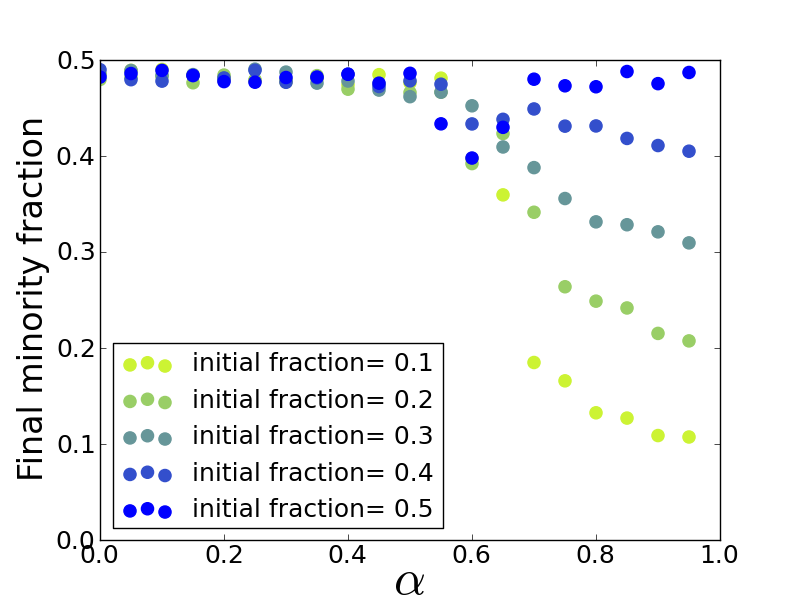 0.5
0.4
0.3
0.2
0.1
0.0
Final minority fraction
initial fraction= 0.1
initial fraction= 0.2
initial fraction= 0.3
initial fraction= 0.4
initial fraction= 0.5
0.0 0.2 0.4 0.6 0.8 1.0
α